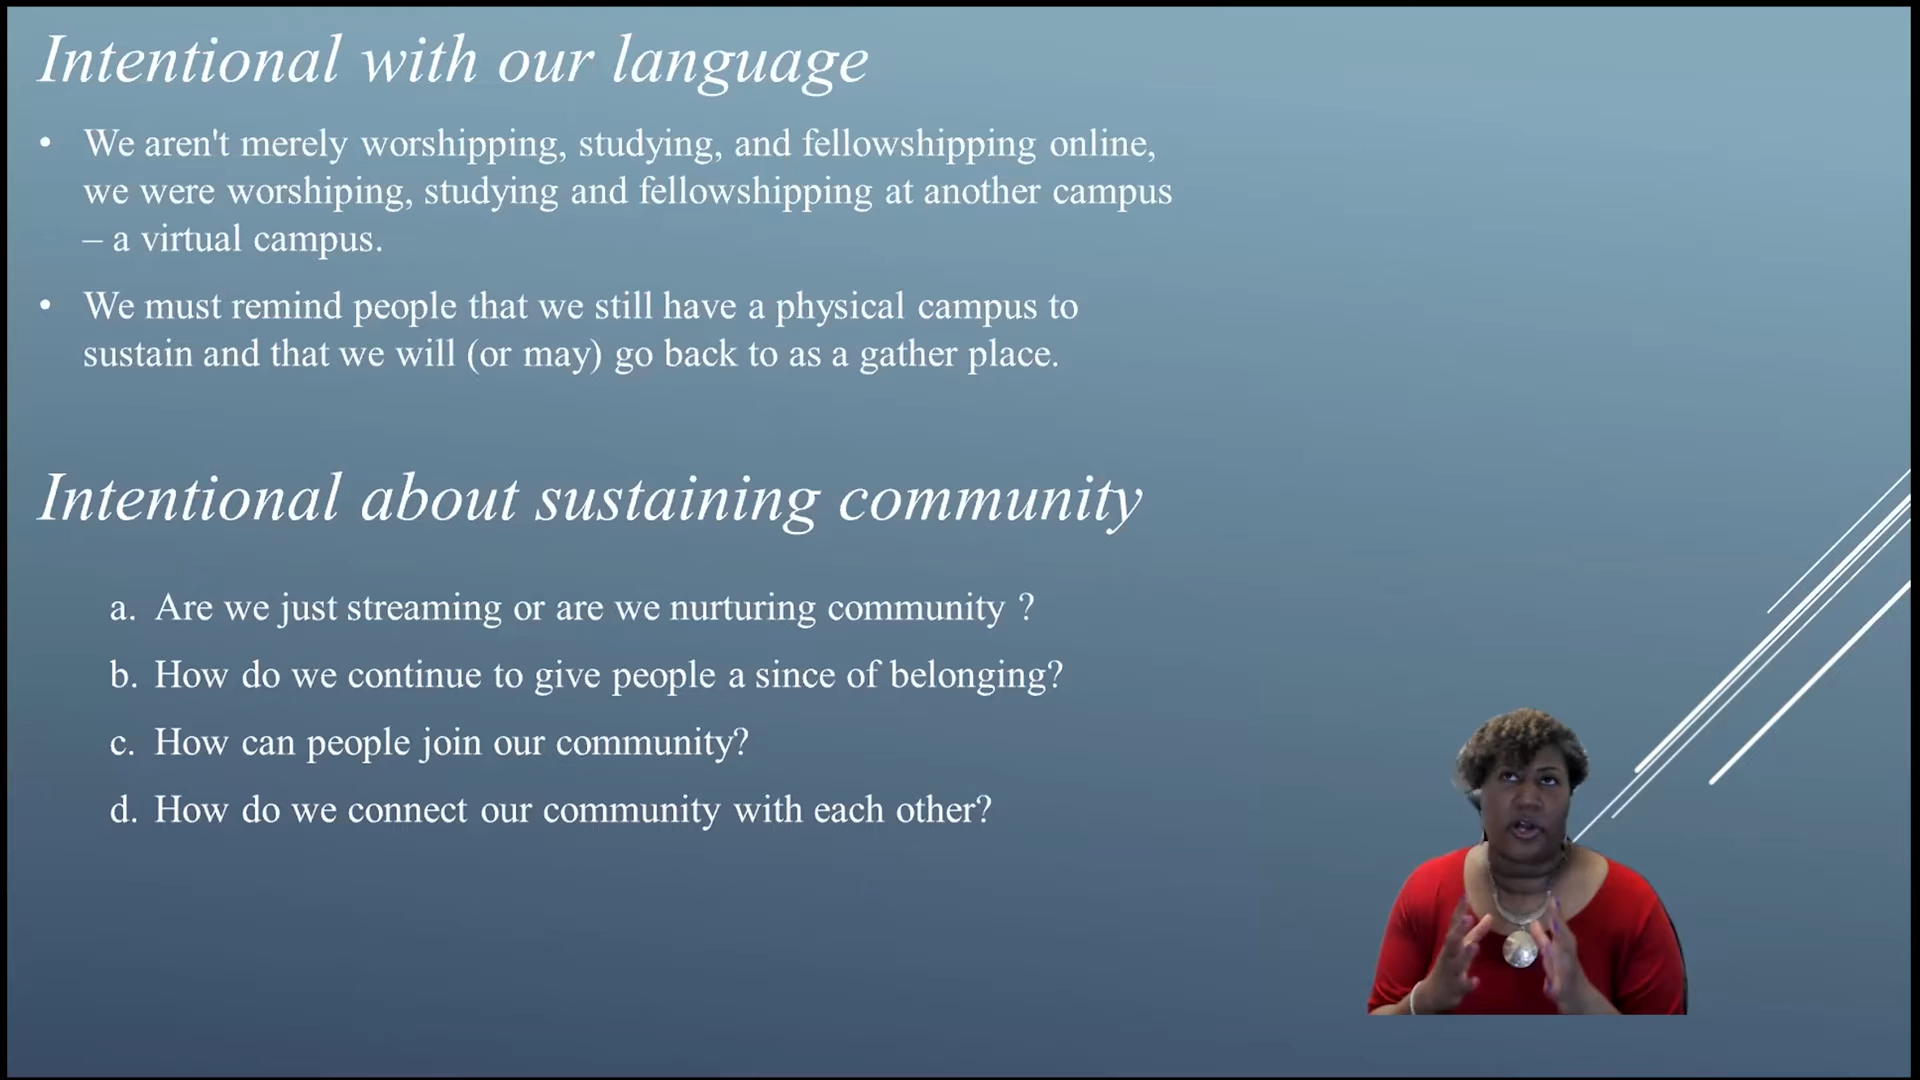 Intentional with our language
• We aren't merely worshipping, studying, and fellowshipping online,
we were worshiping, studying and fellowshipping at another campus
– a virtual campus.
• We must remind people that we still have a physical campus to
sustain and that we will (or may) go back to as a gather place.
Intentional about sustaining community
a. Are we just streaming or are we nurturing community ?
b. How do we continue to give people a since of belonging?
c. How can people join our community?
d. How do we connect our community with each other?